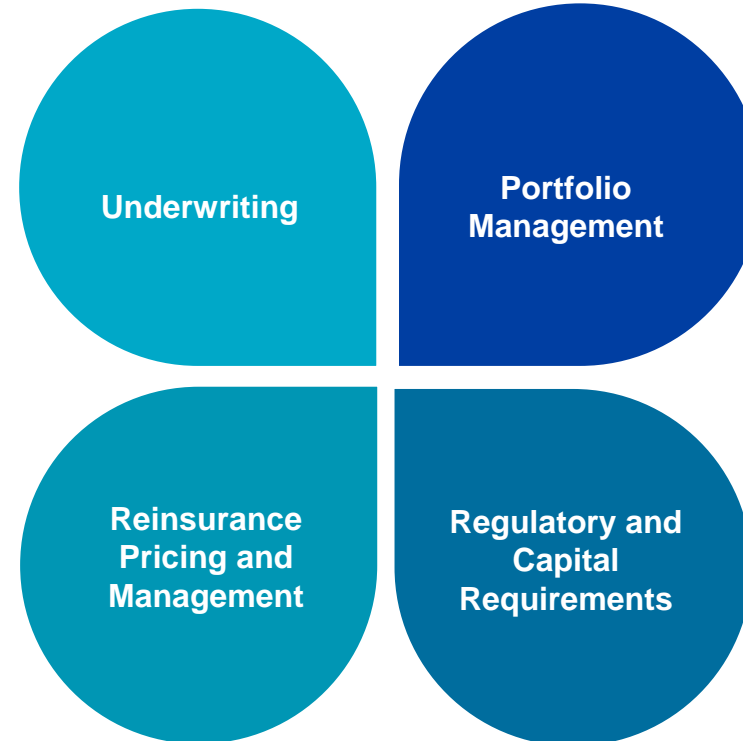 Underwriting
Portfolio
Management
Reinsurance
Pricing and
Management
Regulatory and
Capital
Requirements